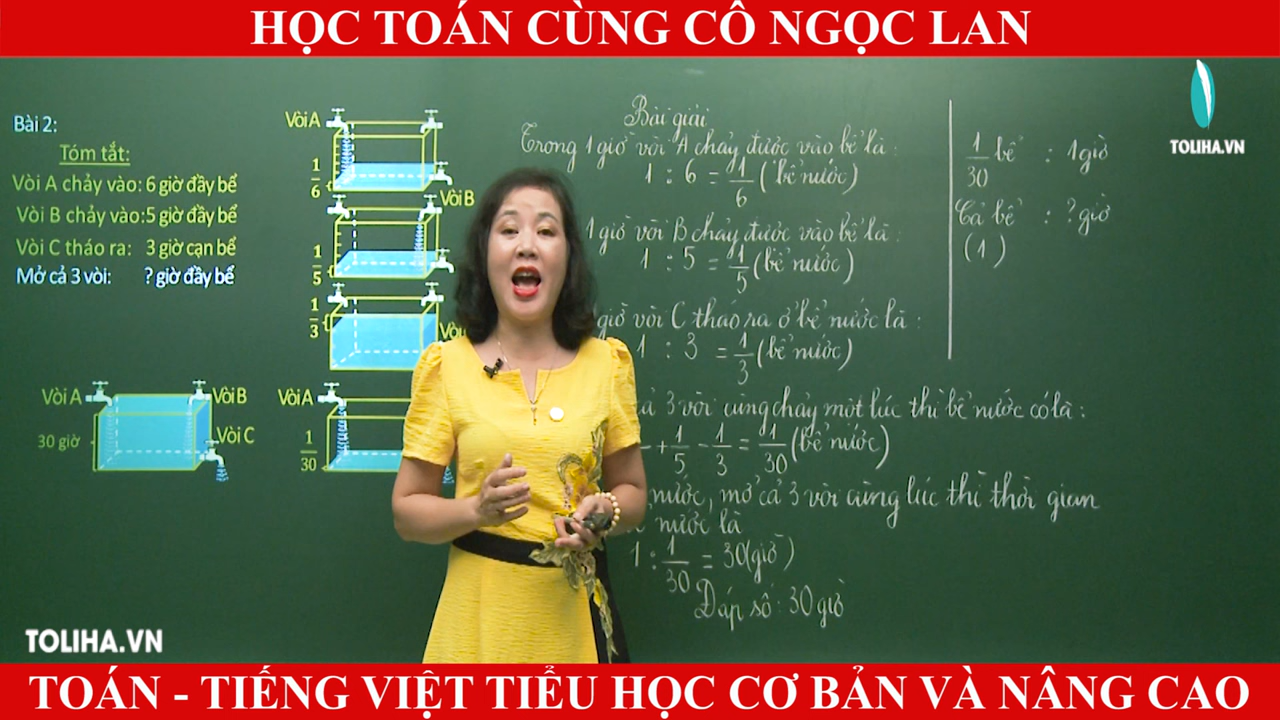 HỌC TOÁN CÙNG CÔ NGỌC LAN
TOLIHA.VN
Bài 2:
Tóm tắt:
Vòi A chảy vào: 6 giờ đầy bể
Vòi B chảy vào: 5 giờ đầy bể
Vòi C tháo ra: 3 giờ cạn bể
Mở cả 3 vòi: ? giờ đầy bể
Vòi A
1/6
Vòi B
1/5
1/3
Vòi A
Vòi B
30 giờ
Vòi C
Vòi A
1/30
Bài giải
Trong 1 giờ vòi A chảy được vào bể là:
1 : 6 = 1/6 (bể nước)
1 giờ vòi B chảy được vào bể là:
1 : 5 = 1/5 (bể nước)
giờ vòi C tháo ra ở bể nước là:
1 : 3 = 1/3 (bể nước)
3 vòi cùng chảy một lúc thì bể nước có là:
+ 1/5 - 1/3 = 1/30 (bể nước)
nước, mở cả 3 vòi cùng lúc thì thời gian
nước là
1 : 1/30 = 30 (giờ)
Đáp số: 30 giờ
1/30 bể : 1 giờ
Cả bể : ? giờ
(1)
TOLIHA.VN
TOÁN - TIẾNG VIỆT TIỂU HỌC CƠ BẢN VÀ NÂNG CAO